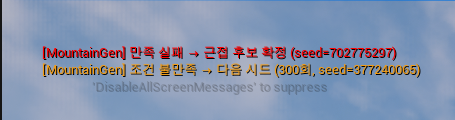 [MountainGen] 만족 실패 → 근접 후보 확정 (seed=702775297)
[MountainGen] 조건 불만족 → 다음 시드 (300회, seed=377240065)
'DisableAllScreenMessages' to suppress